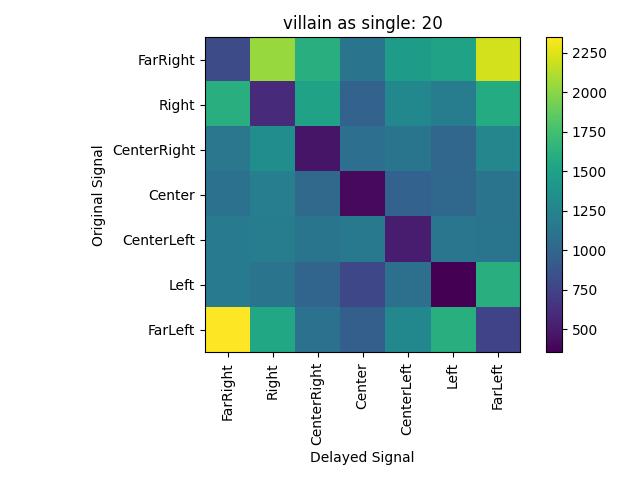 villain as single: 20
Original Signal
FarRight
Right
CenterRight
Center
CenterLeft
Left
FarLeft
FarRight
Right
CenterRight
Center
CenterLeft
Left
FarLeft
Delayed Signal
2250
2000
1750
1500
1250
1000
750
500